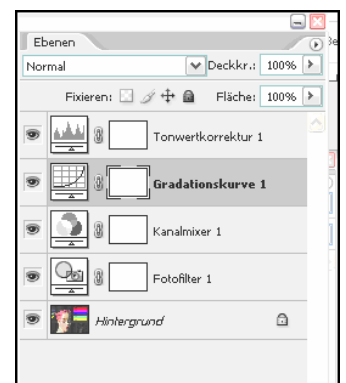 Ebenen
Normal Deckkr.: 100%
Fixieren: Fläche: 100%
Tonwertkorrektur 1
Gradationskurve 1
Kanalmixer 1
Fotofilter 1
Hintergrund